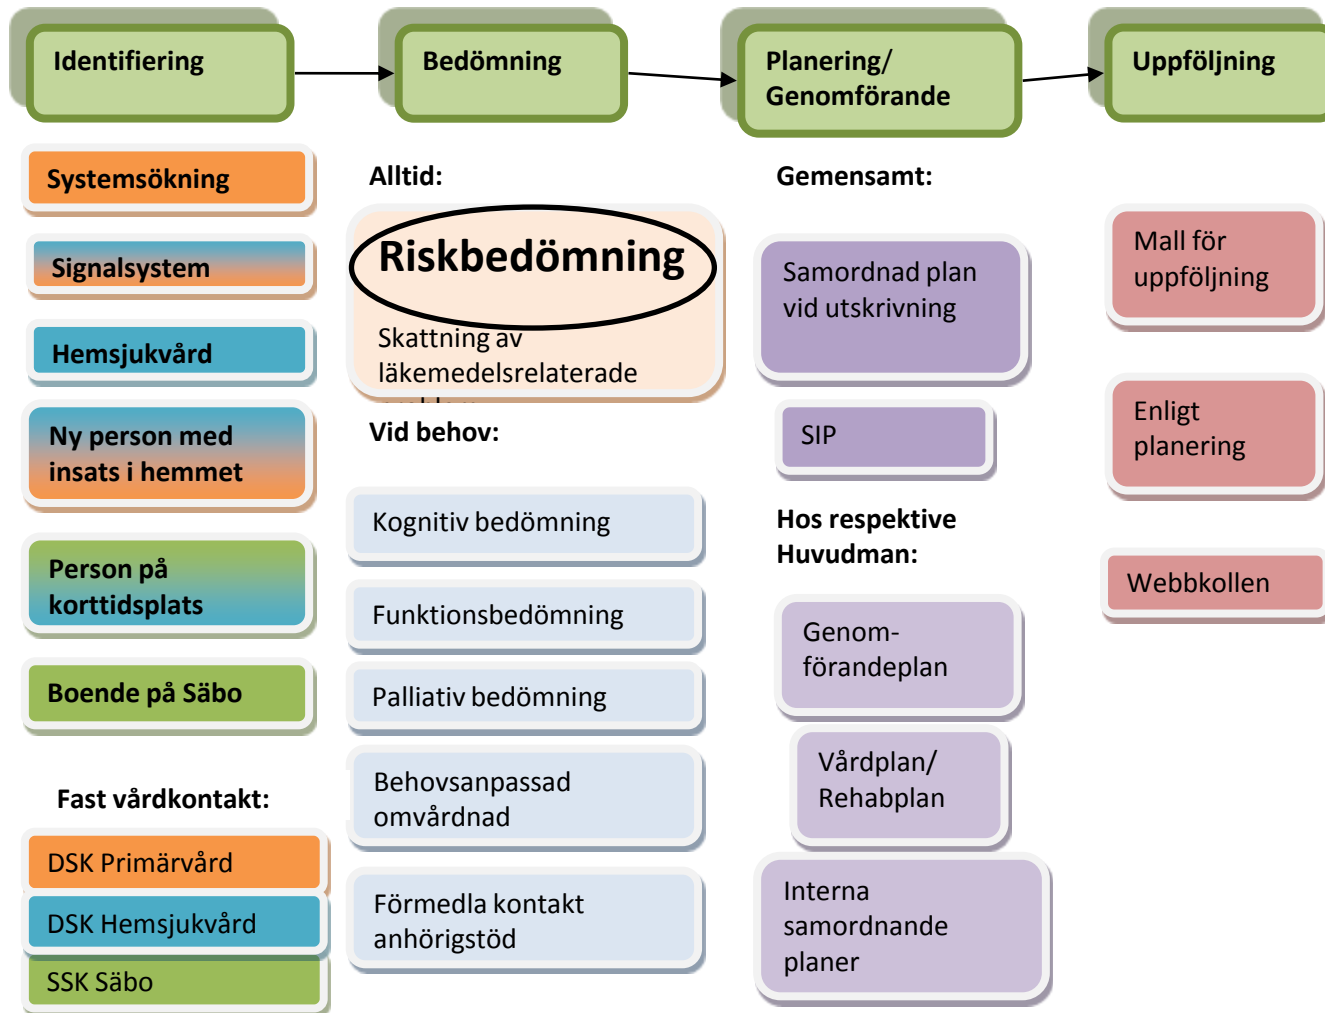 Identifiering
Bedömning
Planering/
Genomförande
Uppföljning
Systemsökning
Signalsystem
Hemsjukvård
Ny person med
insats i hemmet
Person på
korttidsplats
Boende på Säbo
Fast vårdkontakt:
DSK Primärvård
DSK Hemsjukvård
SSK Säbo
Alltid:
Riskbedömning
Skattning av
läkemedelsrelaterade
Vid behov:
Kognitiv bedömning
Funktionsbedömning
Palliativ bedömning
Behovsanpassad
omvårdnad
Förmedla kontakt
anhörigstöd
Gemensamt:
Samordnad plan
vid utskrivning
SIP
Hos respektive
Huvudman:
Genom-
förandeplan
Vårdplan/
Rehabplan
Interna
samordnande
planer
Mall för
uppföljning
Enligt
planering
Webbkollen